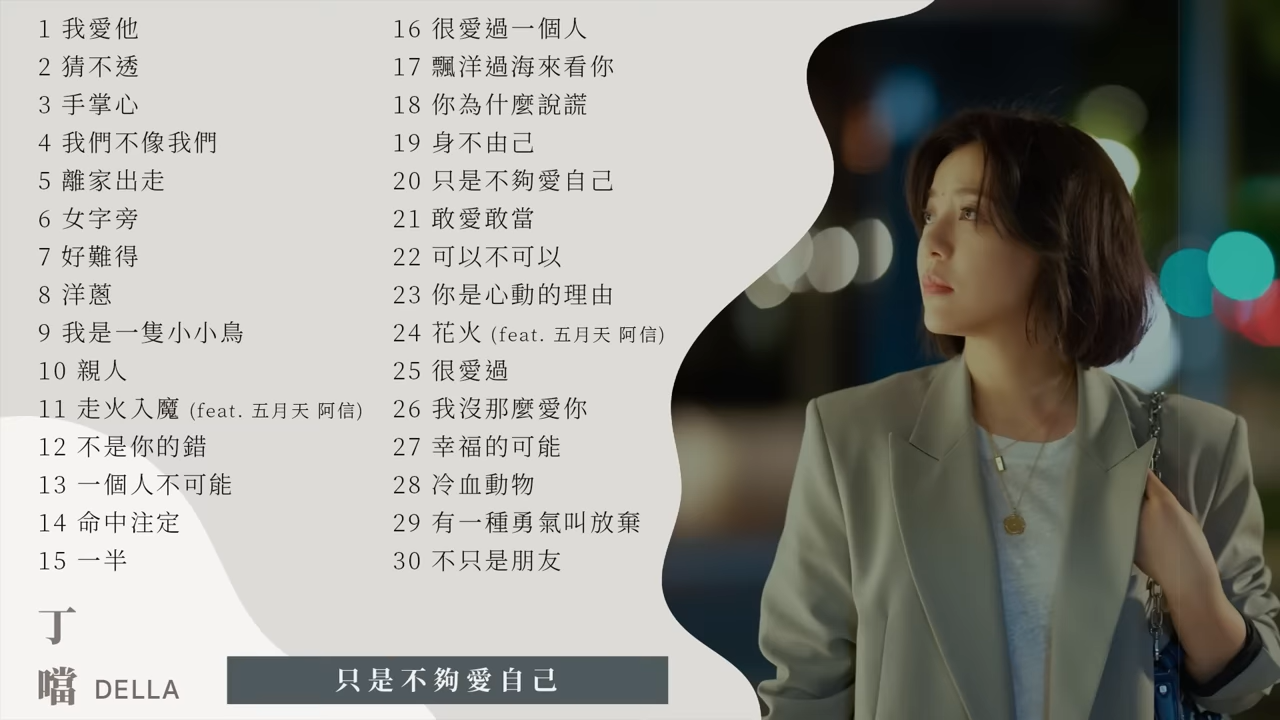 1 我愛他
2 猜不透
3 手掌心
4 我們不像我們
5 離家出走
6 女字旁
7 好難得
8 洋蔥
9 我是一隻小小鳥
10 親人
11 走火入魔 (feat. 五月天 阿信)
12 不是你的錯
13 一個人不可能
14 命中注定
15 一半
16 很愛過一個人
17 飄洋過海來看你
18 你為什麼說謊
19 身不由己
20 只是不夠愛自己
21 敢愛敢當
22 可以不可以
23 你是心動的理由
24 花火 (feat. 五月天 阿信)
25 很愛過
26 我沒那麼愛你
27 幸福的可能
28 冷血動物
29 有一種勇氣叫放棄
30 不只是朋友
丁
噹 DELLA
只是不夠愛自己